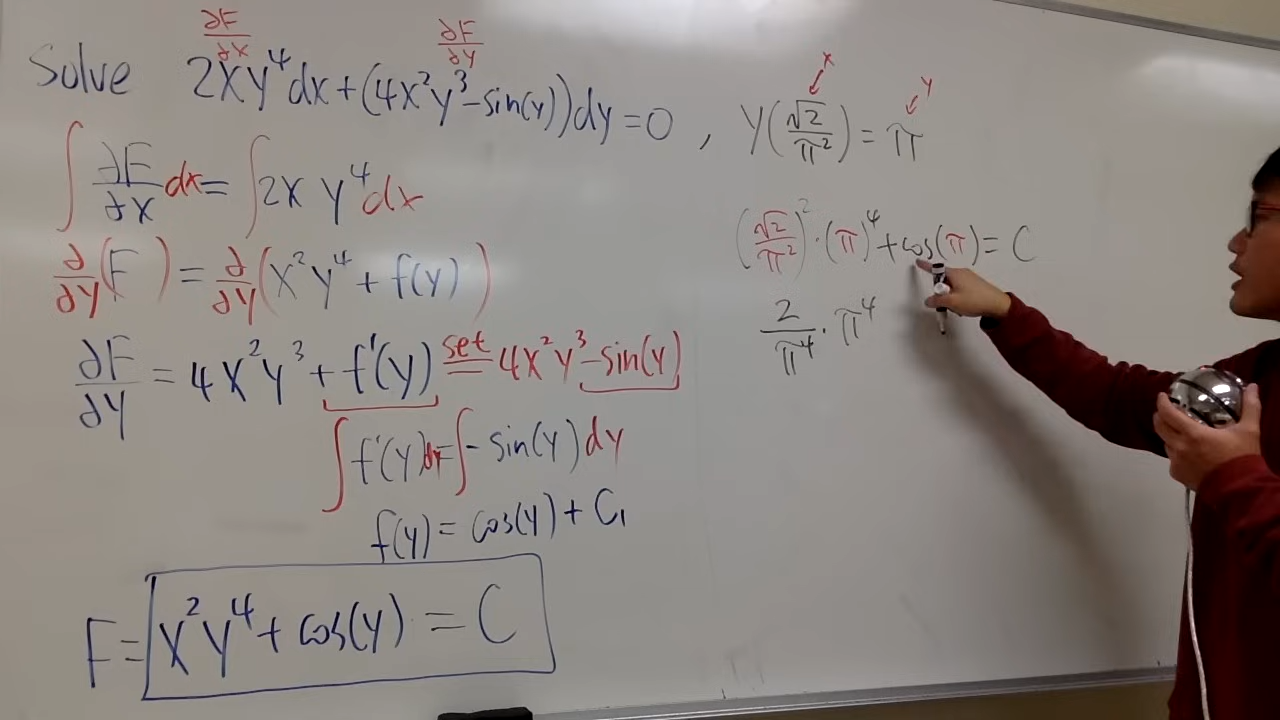 ∂F/∂x ∂F/∂y
Solve 2xy⁴dx+(4x²y³-sin(y))dy=0 , y(√2/π²)=π
x y
∫ ∂F/∂x dx = ∫ 2x y⁴dx
∂/∂y(F) = ∂/∂y(x²y⁴ + f(y))
∂F/∂y = 4x²y³ + f'(y) set= 4x²y³-sin(y)
∫ f'(y)dy = ∫ -sin(y)dy
f(y) = cos(y) + C₁
F = x²y⁴ + cos(y) = C
(√2/π²)²·(π)⁴+cos(π)=C
2/π⁴·π⁴